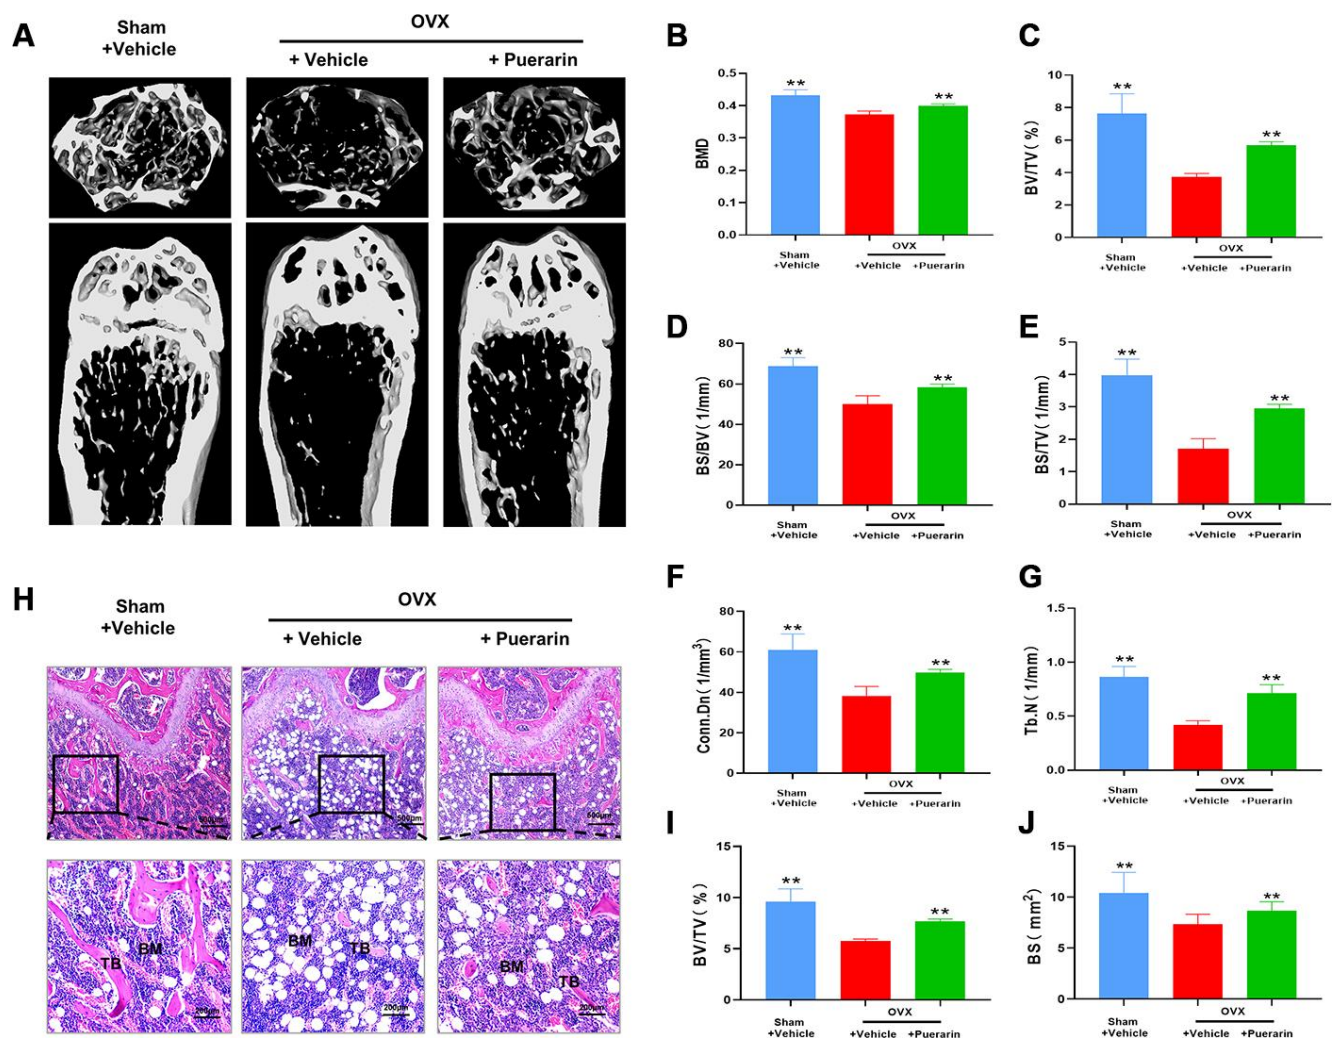 A
Sham
+Vehicle
OVX
+ Vehicle
+ Puerarin
B
BMD
0.5
0.4
0.3
0.2
0.1
0.0
**
**
Sham
+Vehicle
OVX
+Vehicle
+Puerarin
C
BV/TV ( % )
10
8
6
4
2
0
**
**
Sham
+Vehicle
OVX
+Vehicle
+Puerarin
D
BS/BV ( 1/mm)
80
60
40
20
0
**
**
Sham
+Vehicle
OVX
+Vehicle
+Puerarin
E
BS/TV ( 1/mm)
5
4
3
2
1
0
**
**
Sham
+Vehicle
OVX
+Vehicle
+Puerarin
F
Conn.Dn ( 1/mm³)
80
60
40
20
0
**
**
Sham
+Vehicle
OVX
+Vehicle
+Puerarin
G
Tb.N ( 1/mm)
1.5
1.0
0.5
0.0
**
**
Sham
+Vehicle
OVX
+Vehicle
+Puerarin
H
Sham
+Vehicle
OVX
+ Vehicle
+ Puerarin
500μm
500μm
500μm
BM
TB
200μm
BM
TB
200μm
BM
TB
200μm
I
BV/TV ( % )
15
10
5
0
**
**
Sham
+Vehicle
OVX
+Vehicle
+Puerarin
J
BS ( mm²)
15
10
5
0
**
**
Sham
+Vehicle
OVX
+Vehicle
+Puerarin